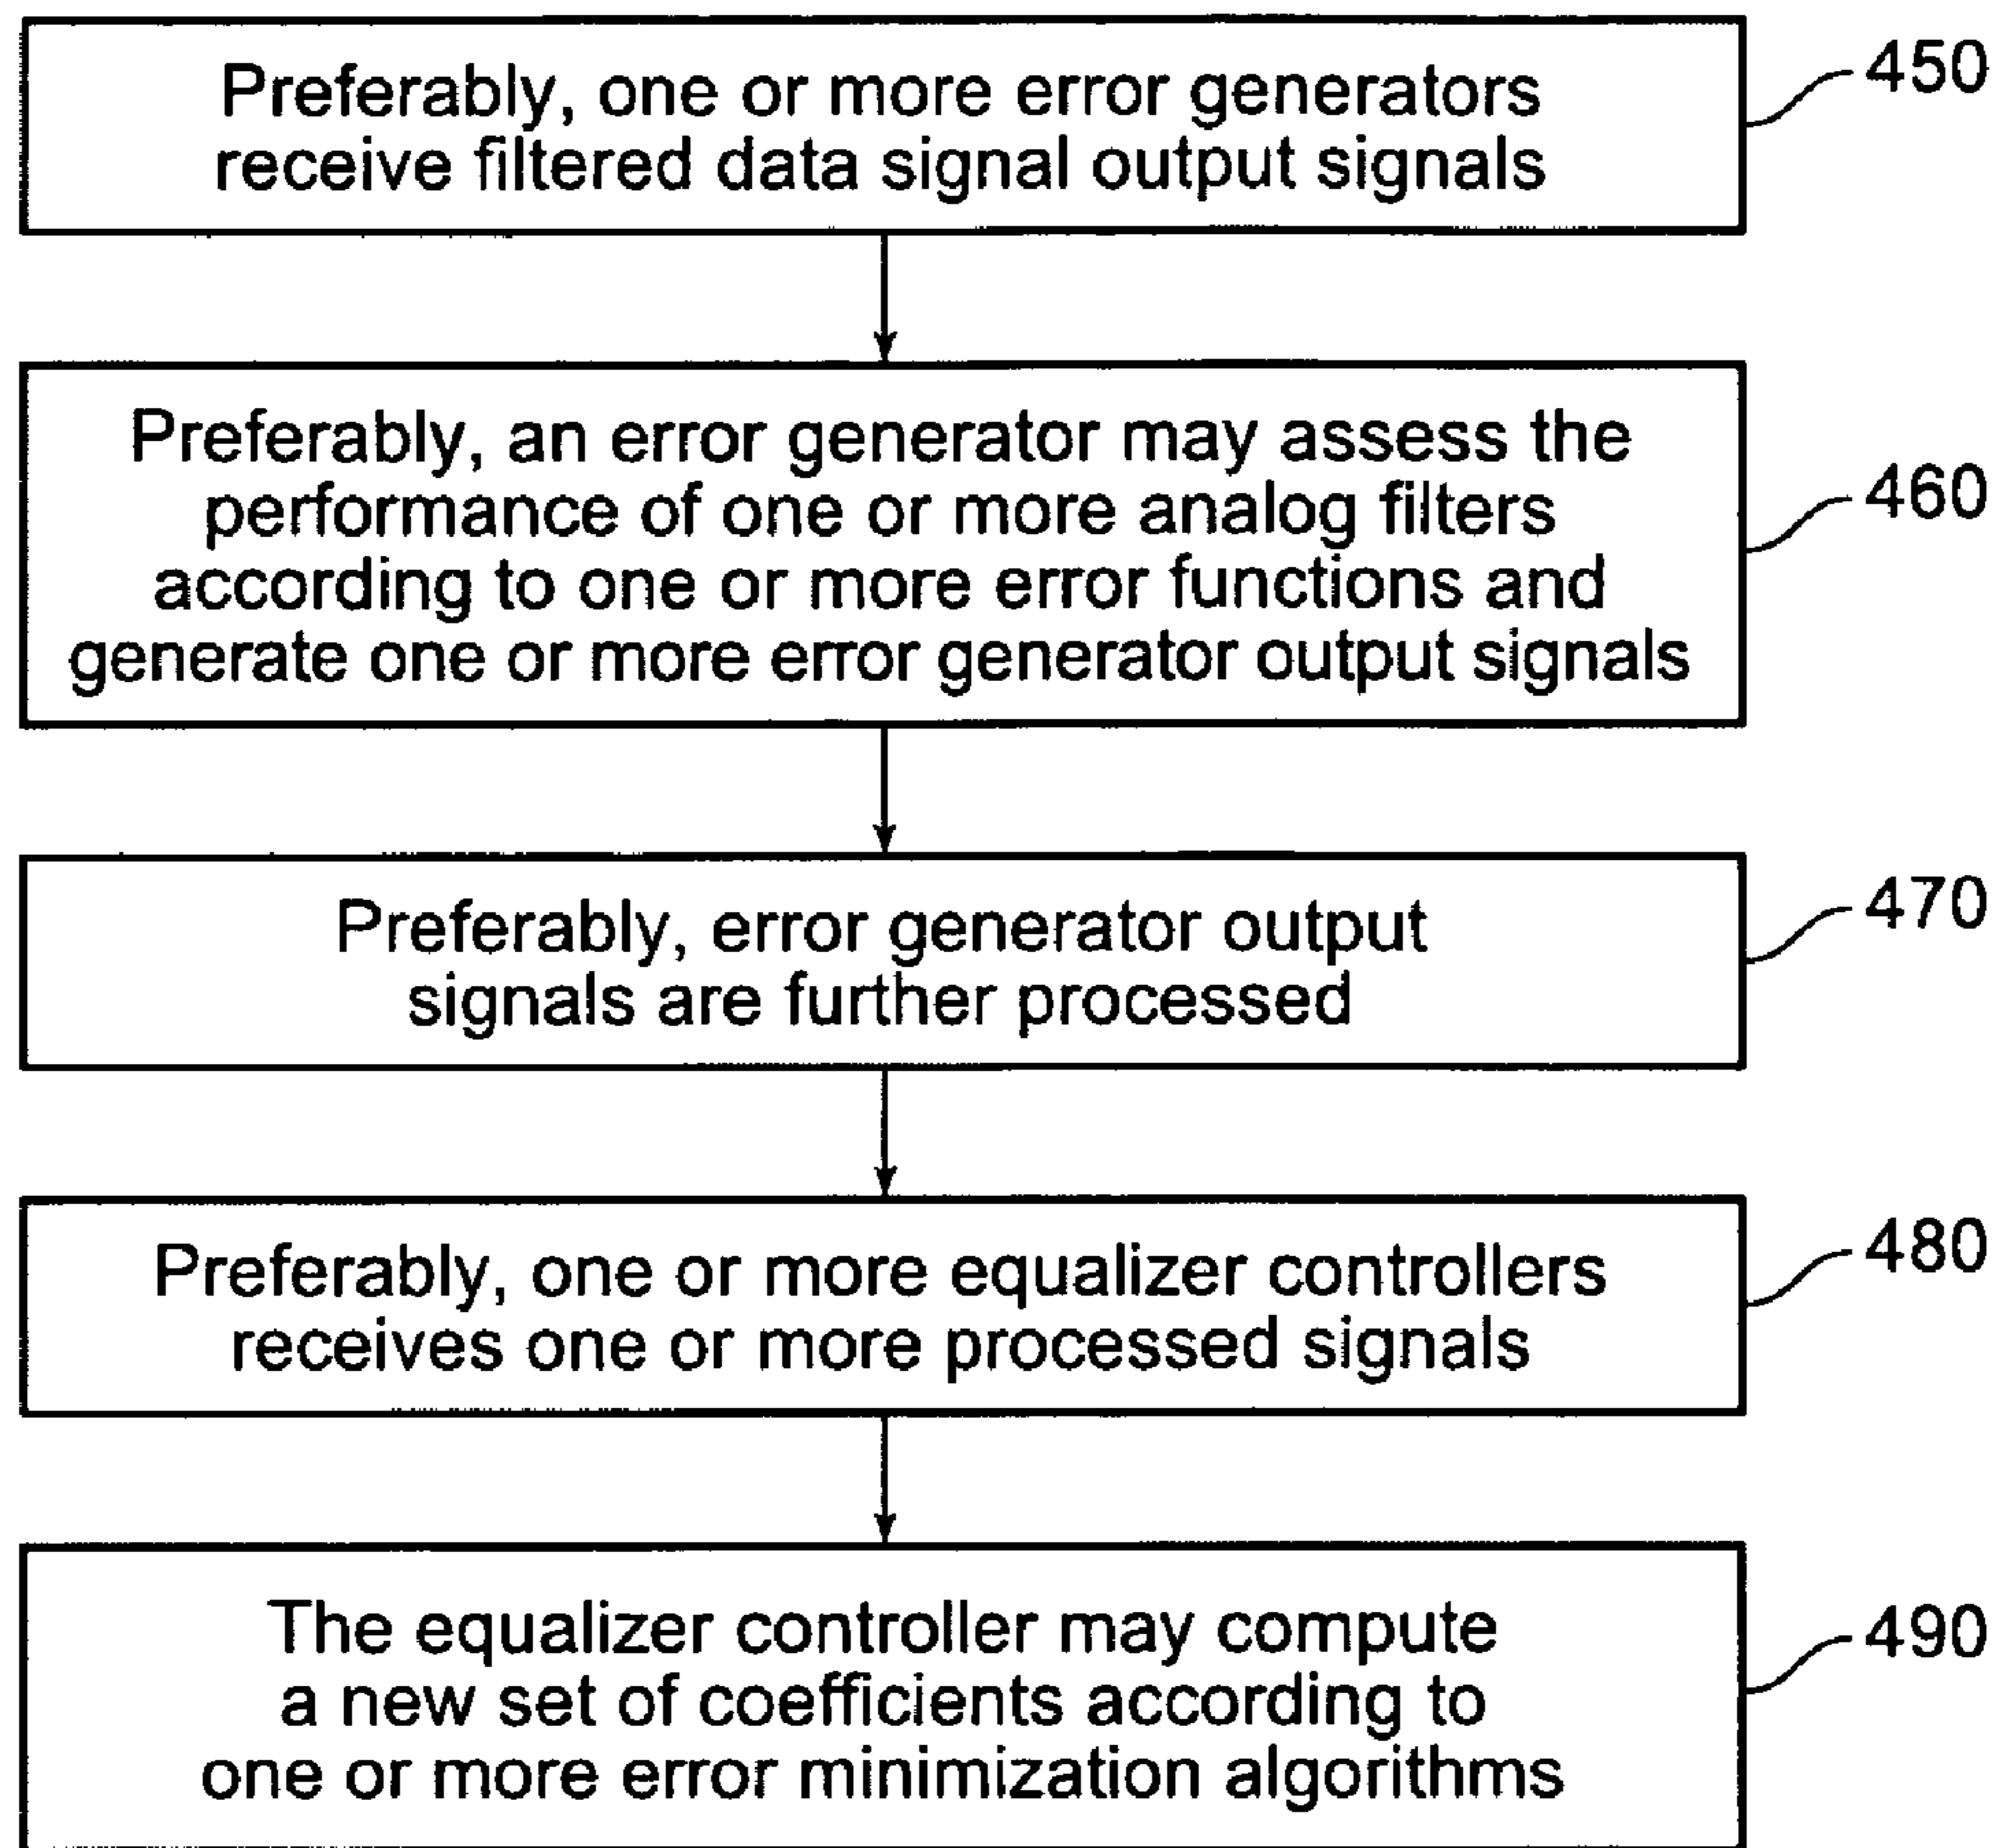 Preferably, one or more error generators
receive filtered data signal output signals
450
Preferably, an error generator may assess the
performance of one or more analog filters
according to one or more error functions and
generate one or more error generator output signals
460
Preferably, error generator output
signals are further processed
470
Preferably, one or more equalizer controllers
receives one or more processed signals
480
The equalizer controller may compute
a new set of coefficients according to
one or more error minimization algorithms
490